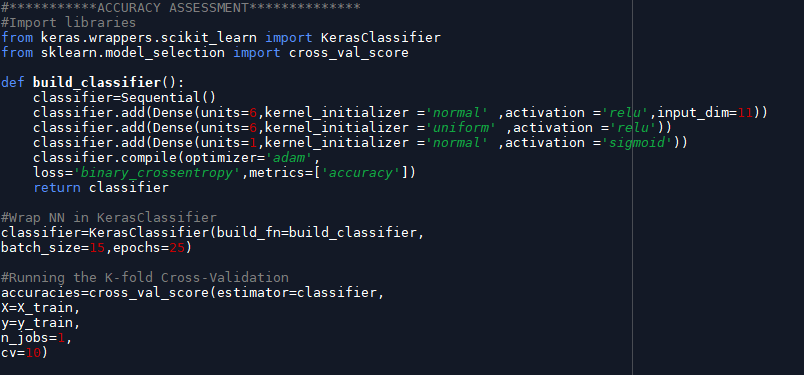 #***********ACCURACY ASSESSMENT**************
#Import libraries
from keras.wrappers.scikit_learn import KerasClassifier
from sklearn.model_selection import cross_val_score
def build_classifier():
classifier=Sequential()
classifier.add(Dense(units=6,kernel_initializer ='normal' ,activation ='relu',input_dim=11))
classifier.add(Dense(units=6,kernel_initializer ='uniform' ,activation ='relu'))
classifier.add(Dense(units=1,kernel_initializer ='normal' ,activation ='sigmoid'))
classifier.compile(optimizer='adam',
loss='binary_crossentropy',metrics=['accuracy'])
return classifier
#Wrap NN in KerasClassifier
classifier=KerasClassifier(build_fn=build_classifier,
batch_size=15,epochs=25)
#Running the K-fold Cross-Validation
accuracies=cross_val_score(estimator=classifier,
X=X_train,
y=y_train,
n_jobs=1,
cv=10)